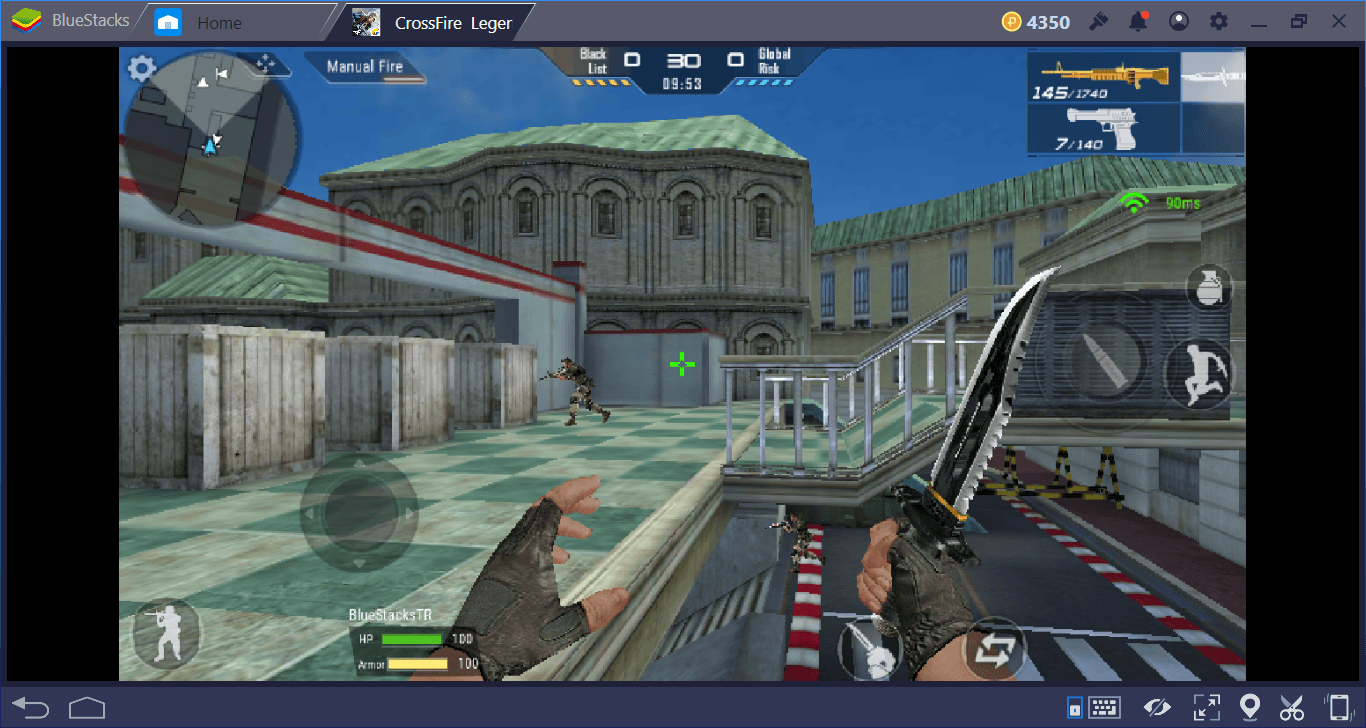 BlueStacks
Home
CrossFire Leger
4350
Manual Fire
Black
List
0
30
0
Global
Risk
09:53
145/1740
7/140
90ms
BlueStacksTR
HP
100
Armor
100